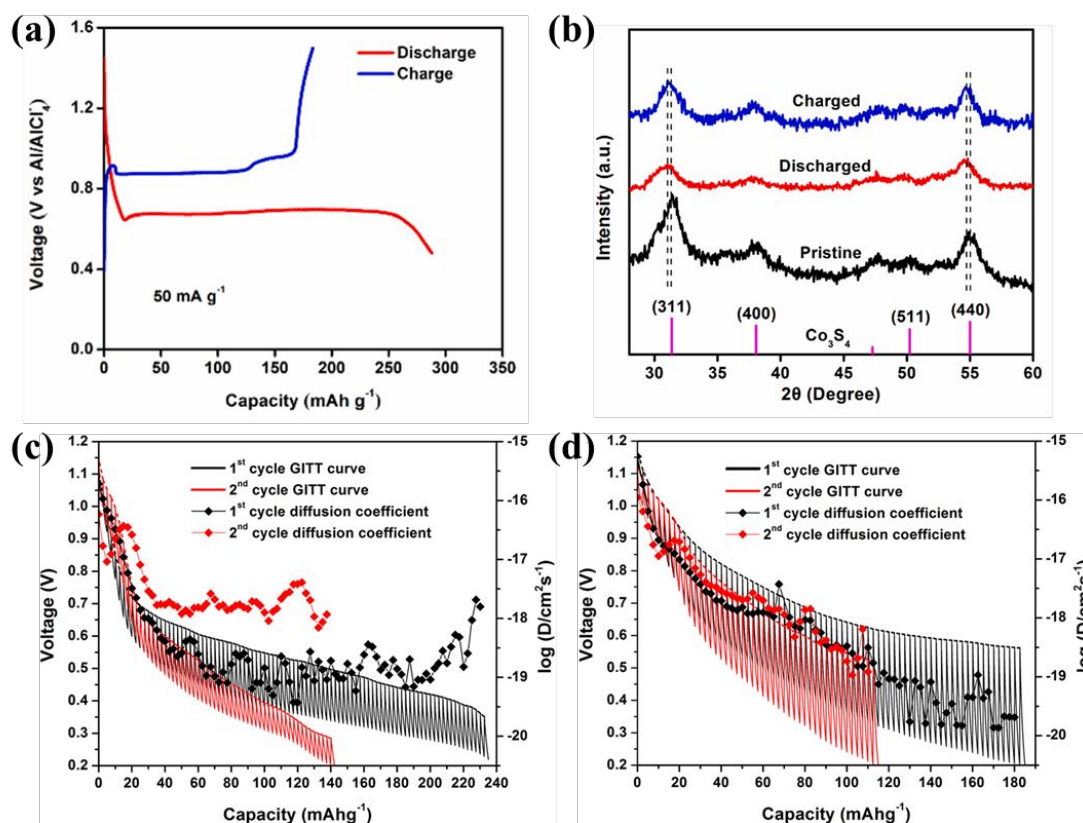 (a)
1.6
1.2
0.8
0.4
0.0
Voltage (V vs Al/AlCl₄⁻)
Discharge
Charge
50 mA g⁻¹
0 50 100 150 200 250 300 350
Capacity (mAh g⁻¹)
(b)
Intensity (a.u.)
Charged
Discharged
Pristine
(311) (400) (511) (440)
Co₃S₄
30 35 40 45 50 55 60
2θ (Degree)
(c)
1.2
1.1
1.0
0.9
0.8
0.7
0.6
0.5
0.4
0.3
0.2
Voltage (V)
1ˢᵗ cycle GITT curve
2ⁿᵈ cycle GITT curve
1ˢᵗ cycle diffusion coefficient
2ⁿᵈ cycle diffusion coefficient
-15
-16
-17
-18
-19
-20
log (D/cm²s⁻¹)
0 20 40 60 80 100 120 140 160 180 200 220 240
Capacity (mAhg⁻¹)
(d)
1.2
1.1
1.0
0.9
0.8
0.7
0.6
0.5
0.4
0.3
0.2
Voltage (V)
1ˢᵗ cycle GITT curve
2ⁿᵈ cycle GITT curve
1ˢᵗ cycle diffusion coefficient
2ⁿᵈ cycle diffusion coefficient
-15
-16
-17
-18
-19
-20
log (D/cm²s⁻¹)
0 20 40 60 80 100 120 140 160 180
Capacity (mAhg⁻¹)